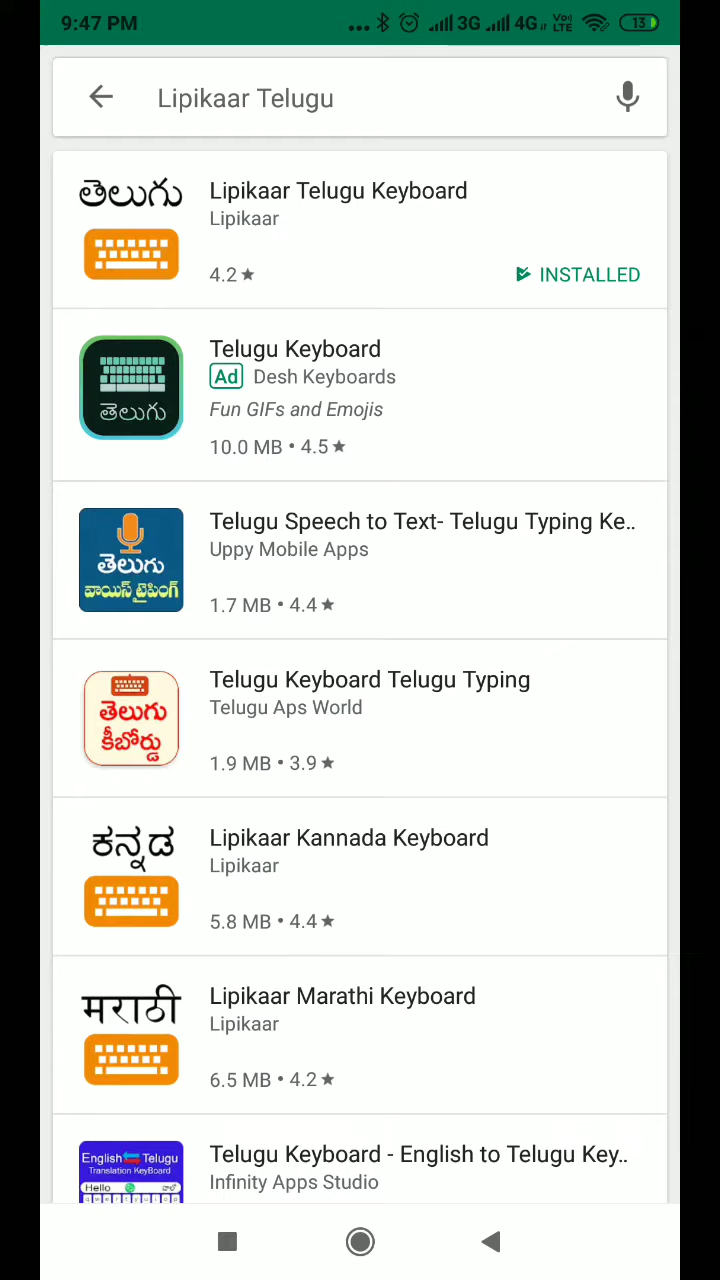 9:47 PM
3G 4G Vo) LTE 13
Lipikaar Telugu
తెలుగు
Lipikaar Telugu Keyboard
Lipikaar
4.2★
INSTALLED
తెలుగు
Telugu Keyboard
Ad Desh Keyboards
Fun GIFs and Emojis
10.0 MB • 4.5★
తెలుగు
వాయిస్ టైపింగ్
Telugu Speech to Text- Telugu Typing Ke..
Uppy Mobile Apps
1.7 MB • 4.4★
తెలుగు
కీబోర్డు
Telugu Keyboard Telugu Typing
Telugu Aps World
1.9 MB • 3.9★
ಕನ್ನಡ
Lipikaar Kannada Keyboard
Lipikaar
5.8 MB • 4.4★
मराठी
Lipikaar Marathi Keyboard
Lipikaar
6.5 MB • 4.2★
English Telugu
Translation KeyBoard
Hello
Telugu Keyboard - English to Telugu Key..
Infinity Apps Studio